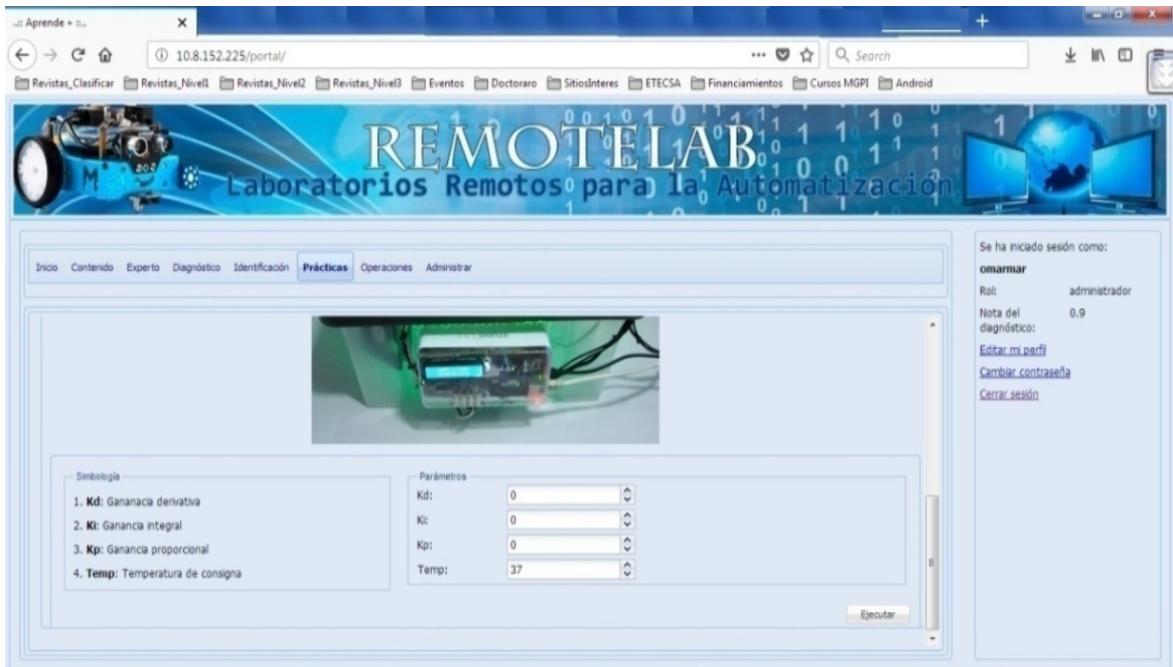 ..:: Aprende + ::..
10.8.152.225/portal/
Search
Revistas_Clasificar Revistas_Nivel1 Revistas_Nivel2 Revistas_Nivel3 Eventos Doctoraro SitiosInteres ETECSA Financiamientos Cursos MGPI Android
REMOTELAB
Laboratorios Remotos para la Automatización
Inicio Contenido Experto Diagnóstico Identificación Prácticas Operaciones Administrar
Se ha iniciado sesión como:
omarmar
Rol: administrador
Nota del diagnóstico: 0.9
Editar mi perfil
Cambiar contraseña
Cerrar sesión
Simbología
1. Kd: Gananacia derivativa
2. Ki: Ganancia integral
3. Kp: Ganancia proporcional
4. Temp: Temperatura de consigna
Parámetros
Kd: 0
Ki: 0
Kp: 0
Temp: 37
Ejecutar